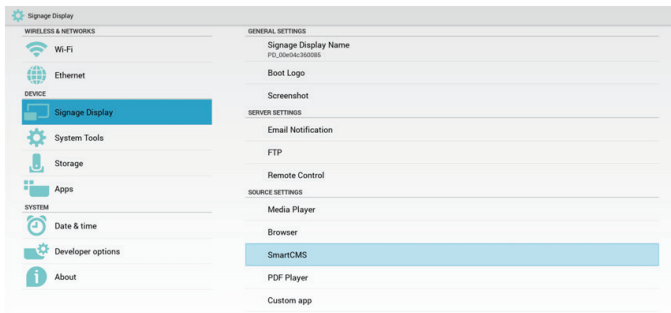 Signage Display
WIRELESS & NETWORKS
Wi-Fi
Ethernet
DEVICE
Signage Display
System Tools
Storage
Apps
SYSTEM
Date & time
Developer options
About
GENERAL SETTINGS
Signage Display Name
PD_00e04c360085
Boot Logo
Screenshot
SERVER SETTINGS
Email Notification
FTP
Remote Control
SOURCE SETTINGS
Media Player
Browser
SmartCMS
PDF Player
Custom app